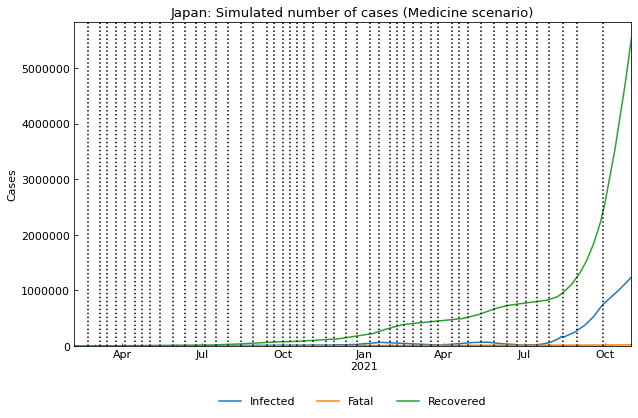 Japan: Simulated number of cases (Medicine scenario)
5000000
4000000
3000000
2000000
1000000
0
Cases
Apr Jul Oct Jan Apr Jul Oct
2021
Infected Fatal Recovered